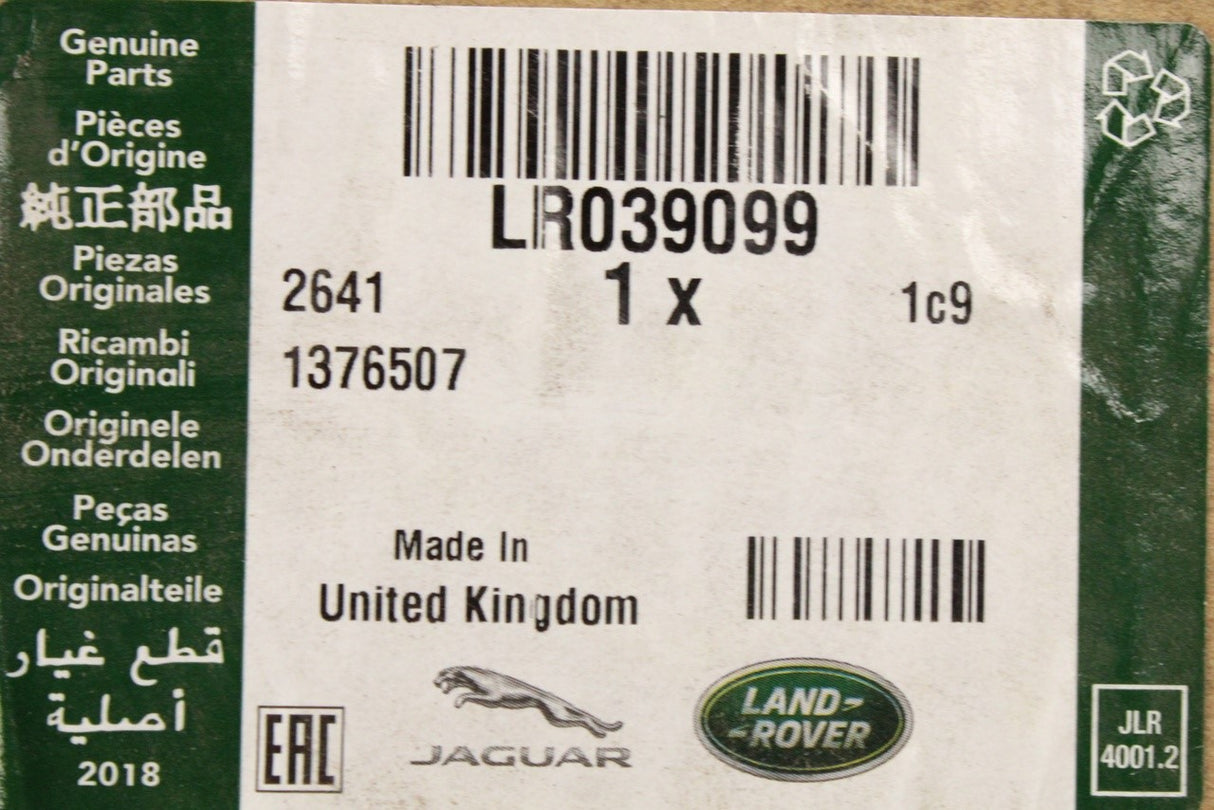 Genuine
Parts
Pièces
d'Origine
純正部品
Piezas
Originales
Ricambi
Originali
Originele
Onderdelen
Peças
Genuinas
Originalteile
قطع غيار
أصلية
2018
LR039099
2641
1 x
1c9
1376507
Made In
United Kingdom
EAC
JAGUAR
LAND-
-ROVER
JLR
4001.2